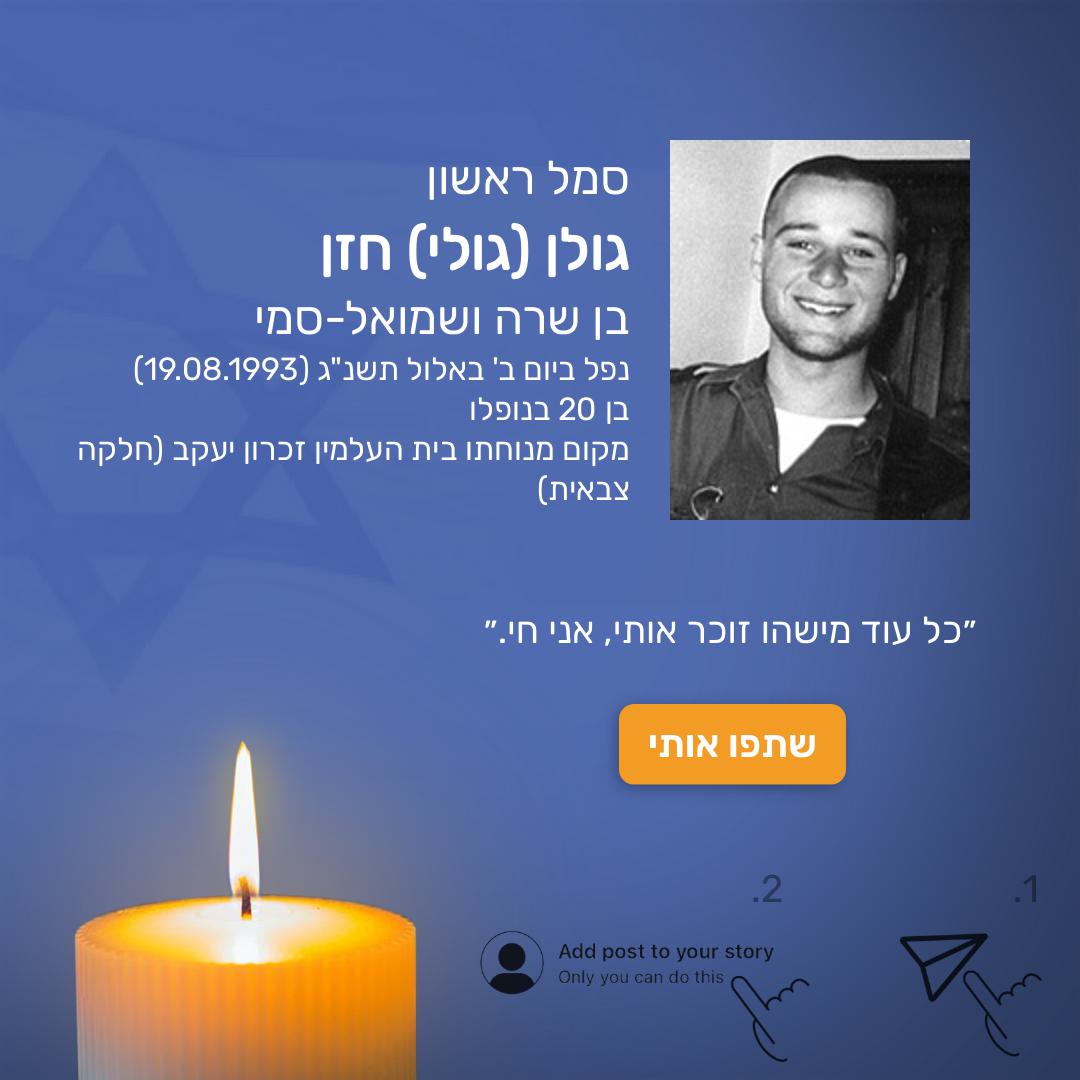 סמל ראשון
גולן (גולי) חזן
בן שרה ושמואל-סמי
נפל ביום ב' באלול תשנ"ג (19.08.1993)
בן 20 בנופלו
מקום מנוחתו בית העלמין זכרון יעקב (חלקה
צבאית)
״כל עוד מישהו זוכר אותי, אני חי.״
שתפו אותי
.1
.2
Add post to your story
Only you can do this